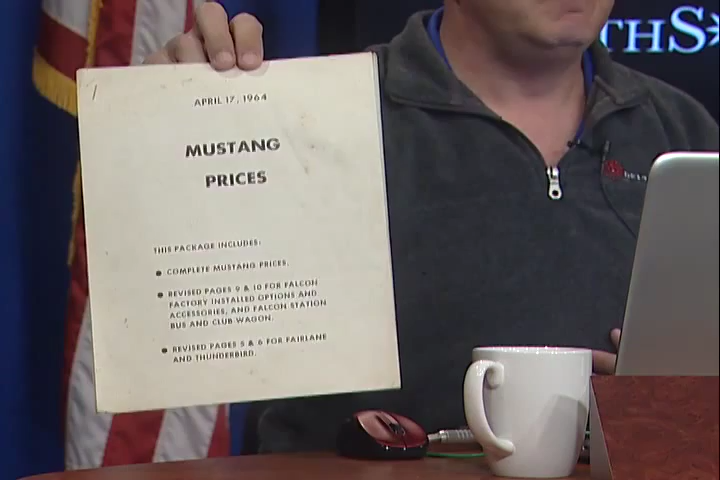 THS
APRIL 17, 1964
MUSTANG
PRICES
THIS PACKAGE INCLUDES:
● COMPLETE MUSTANG PRICES.
● REVISED PAGES 9 & 10 FOR FALCON
FACTORY INSTALLED OPTIONS AND
ACCESSORIES, AND FALCON STATION
BUS AND CLUB-WAGON.
● REVISED PAGES 5 & 6 FOR FAIRLANE
AND THUNDERBIRD.